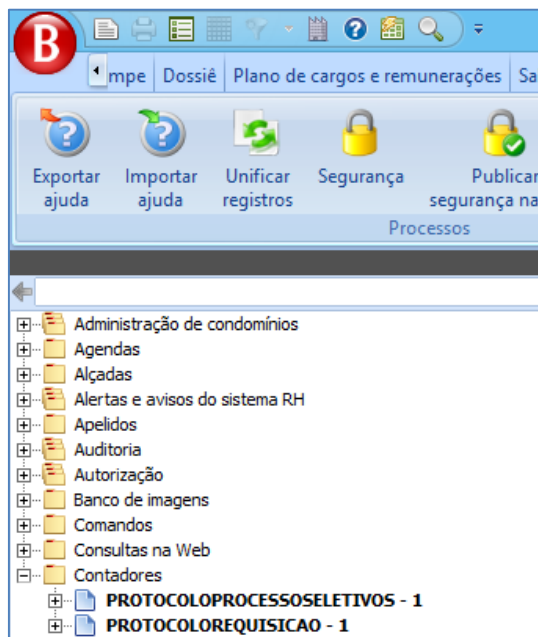 B
mpe Dossiê Plano de cargos e remunerações Sa
Exportar ajuda
Importar ajuda
Unificar registros
Segurança
Publicar segurança na
Processos
Administração de condomínios
Agendas
Alçadas
Alertas e avisos do sistema RH
Apelidos
Auditoria
Autorização
Banco de imagens
Comandos
Consultas na Web
Contadores
PROTOCOLOPROCESSOSELETIVOS - 1
PROTOCOLOREQUISICAO - 1